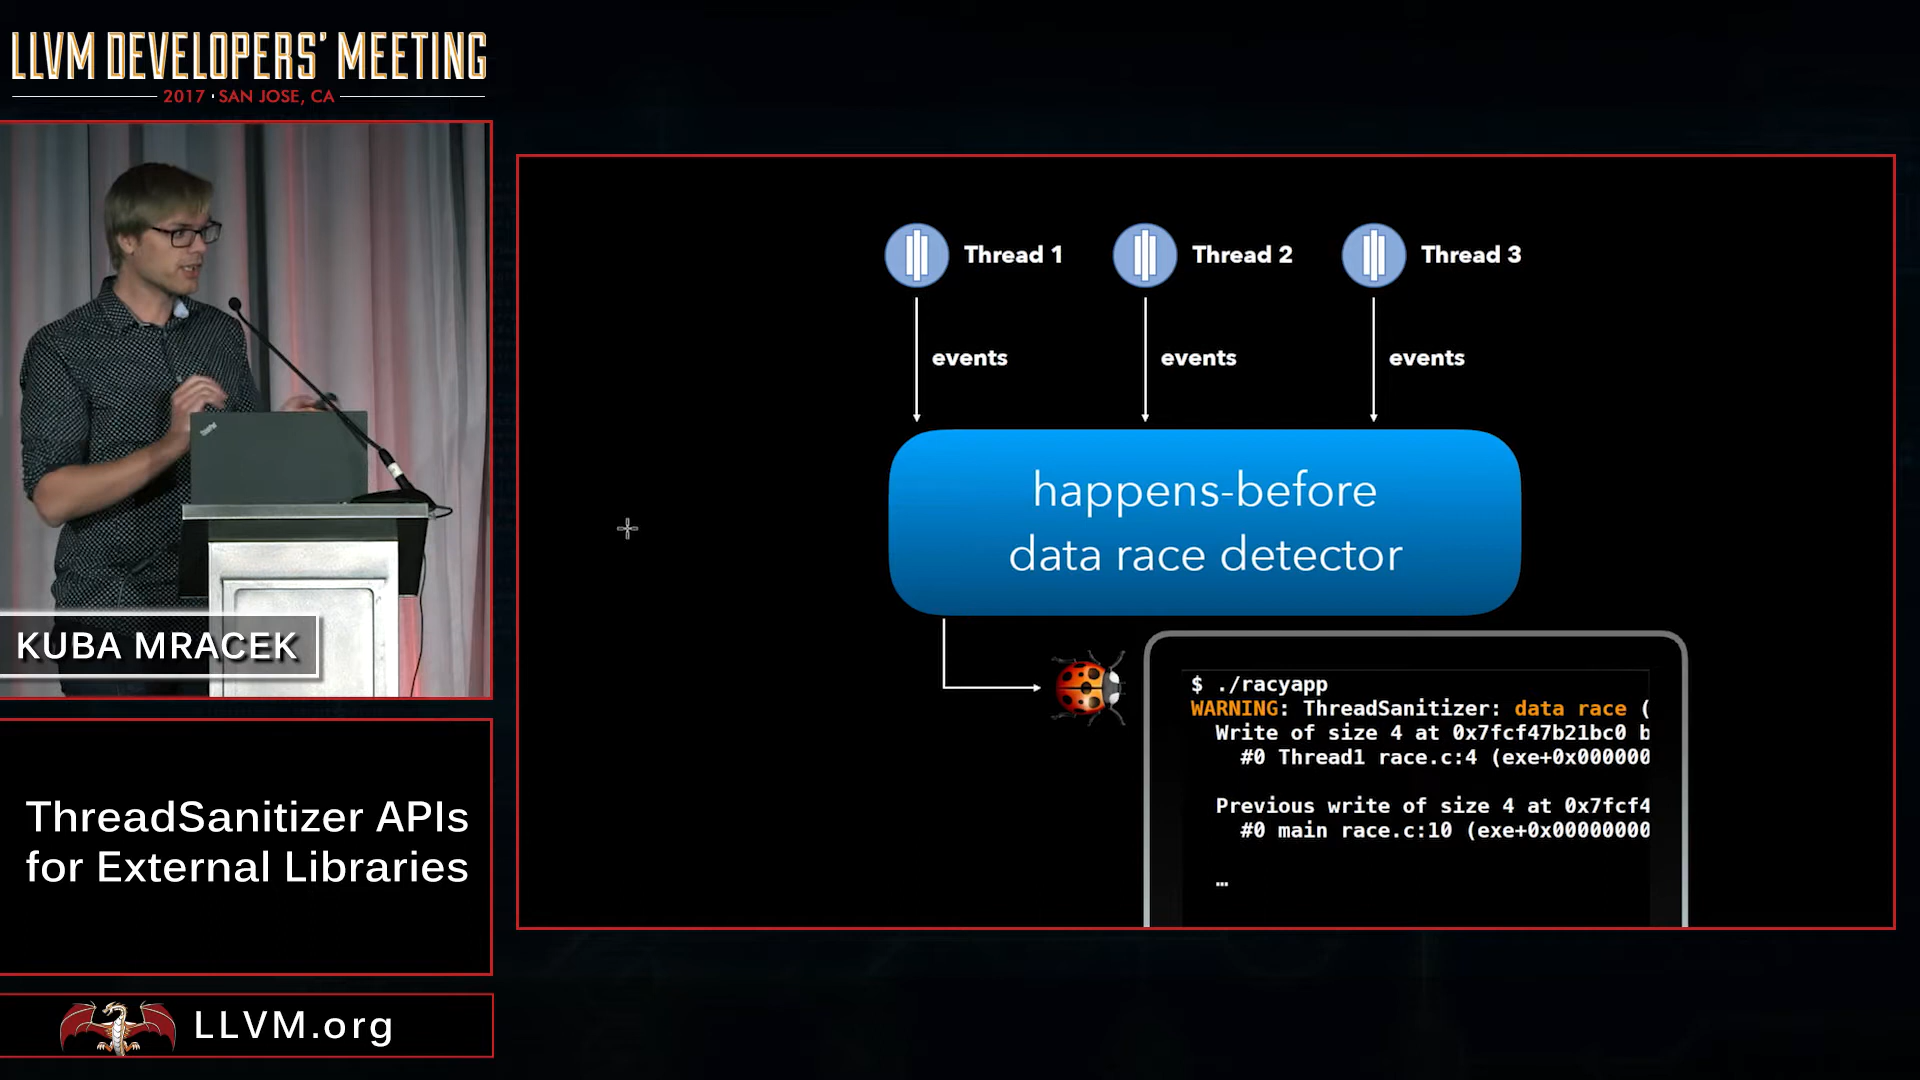 LLVM DEVELOPERS' MEETING
2017 · SAN JOSE, CA
KUBA MRACEK
ThreadSanitizer APIs
for External Libraries
LLVM.org
Thread 1
Thread 2
Thread 3
events
events
events
happens-before
data race detector
$ ./racyapp
WARNING: ThreadSanitizer: data race (
Write of size 4 at 0x7fcf47b21bc0 b
#0 Thread1 race.c:4 (exe+0x000000
Previous write of size 4 at 0x7fcf4
#0 main race.c:10 (exe+0x00000000
…